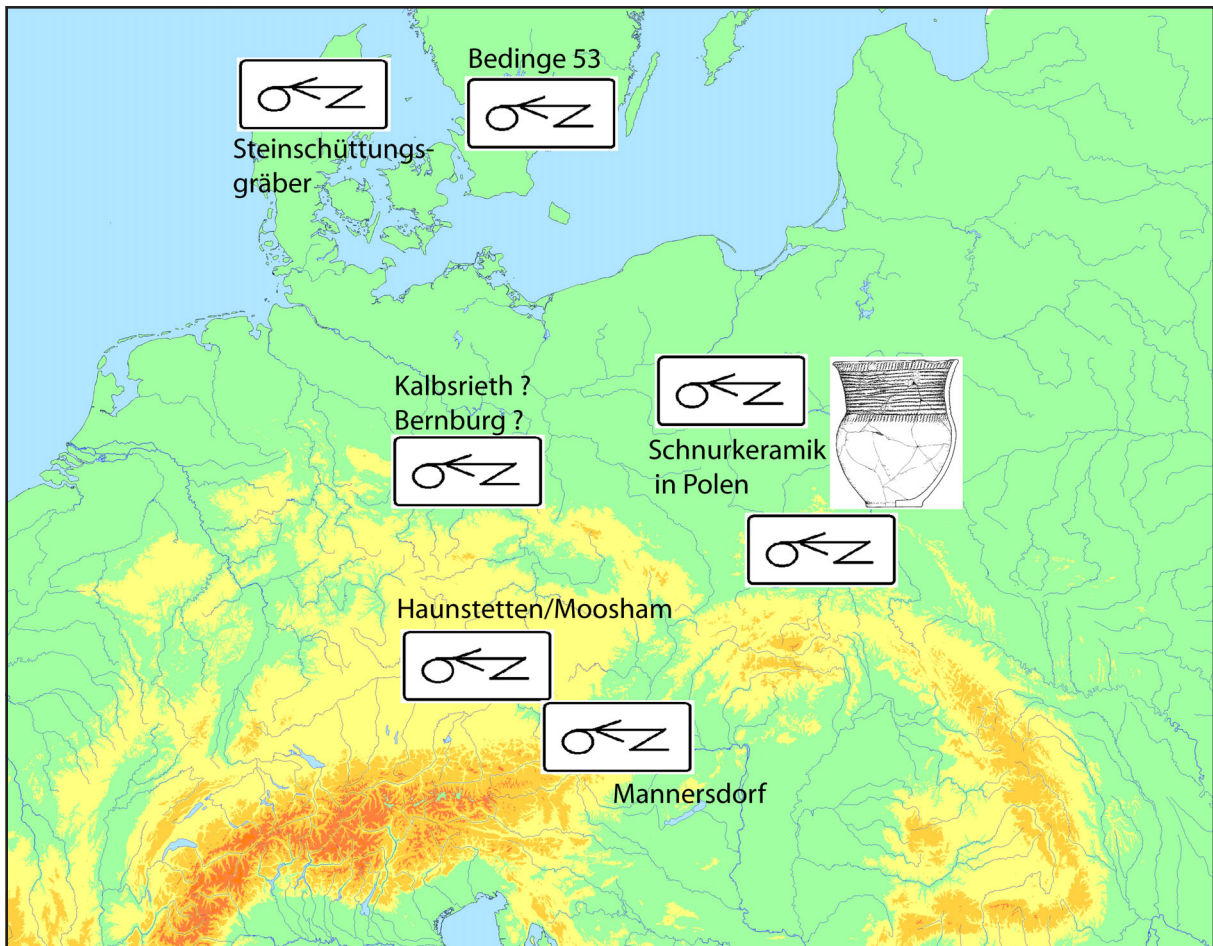 Bedinge 53
Steinschüttungs-
gräber
Kalbsrieth ?
Bernburg ?
Schnurkeramik
in Polen
Haunstetten/Moosham
Mannersdorf